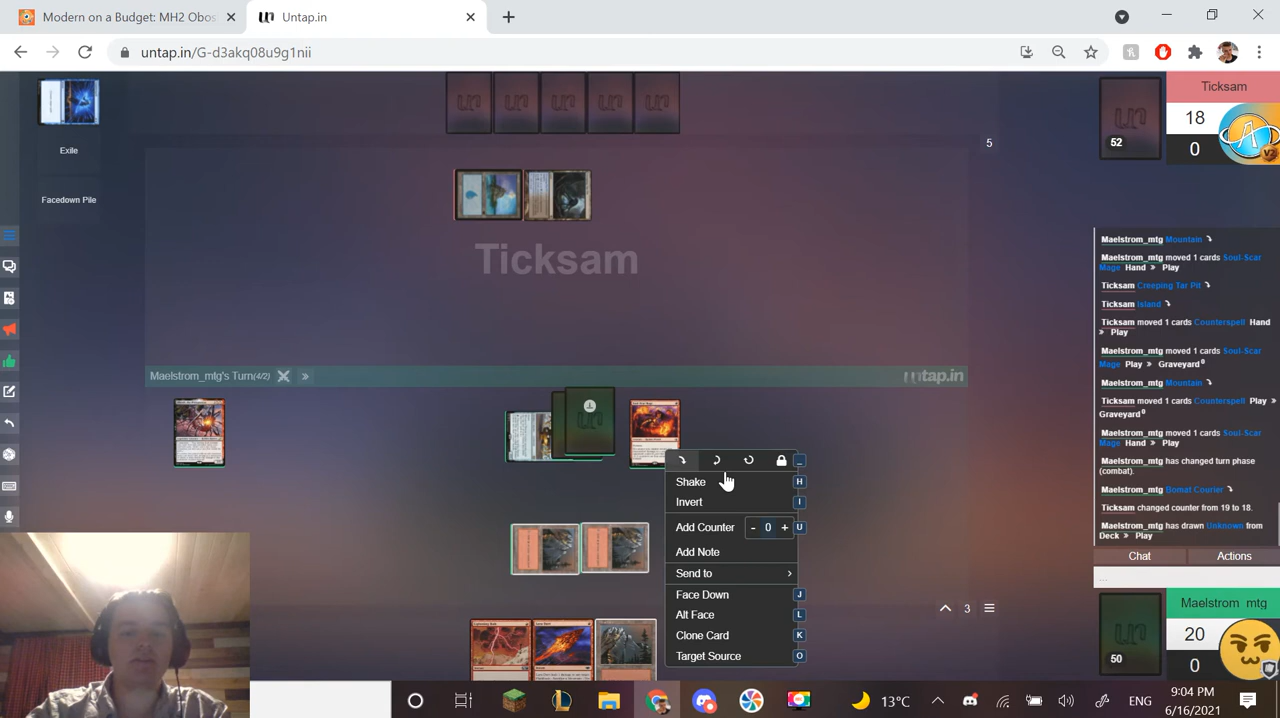 Modern on a Budget: MH2 Obos
Untap.in
untap.in/G-d3akq08u9g1nii
Exile
Facedown Pile
5
52
Ticksam
18
0
Ticksam
Maelstrom_mtg's Turn(4/2)
untap.in
Maelstrom_mtg Mountain
Maelstrom_mtg moved 1 cards Soul-Scar
Mage Hand » Play
Ticksam Creeping Tar Pit
Ticksam Island
Ticksam moved 1 cards Counterspell Hand
» Play
Maelstrom_mtg moved 1 cards Soul-Scar
Mage Play » Graveyard
Maelstrom_mtg Mountain
Ticksam moved 1 cards Counterspell Play »
Graveyard
Maelstrom_mtg moved 1 cards Soul-Scar
Mage Hand » Play
Maelstrom_mtg has changed turn phase
(combat).
Maelstrom_mtg Bomat Courier
Ticksam changed counter from 19 to 18.
Maelstrom_mtg has drawn Unknown from
Deck » Play
Chat
Actions
...
Shake H
Invert I
Add Counter - 0 + U
Add Note
Send to
Face Down J
Alt Face L
Clone Card K
Target Source O
3
50
Maelstrom_mtg
20
0
13°C
ENG
9:04 PM
6/16/2021